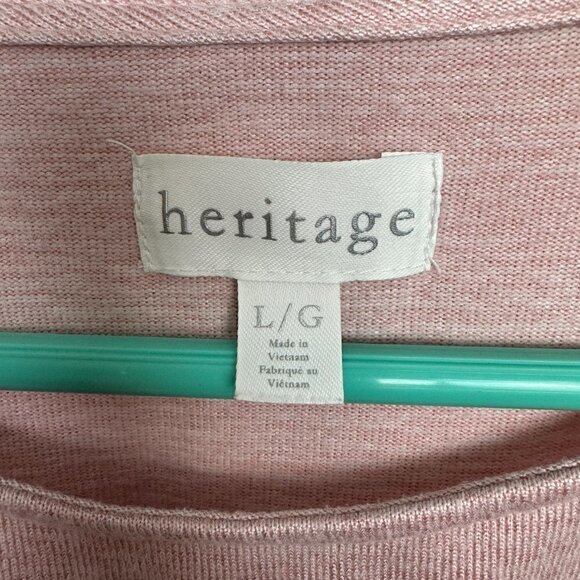 heritage
L/G
Made in
Vietnam
Fabriqué au
Viêtnam